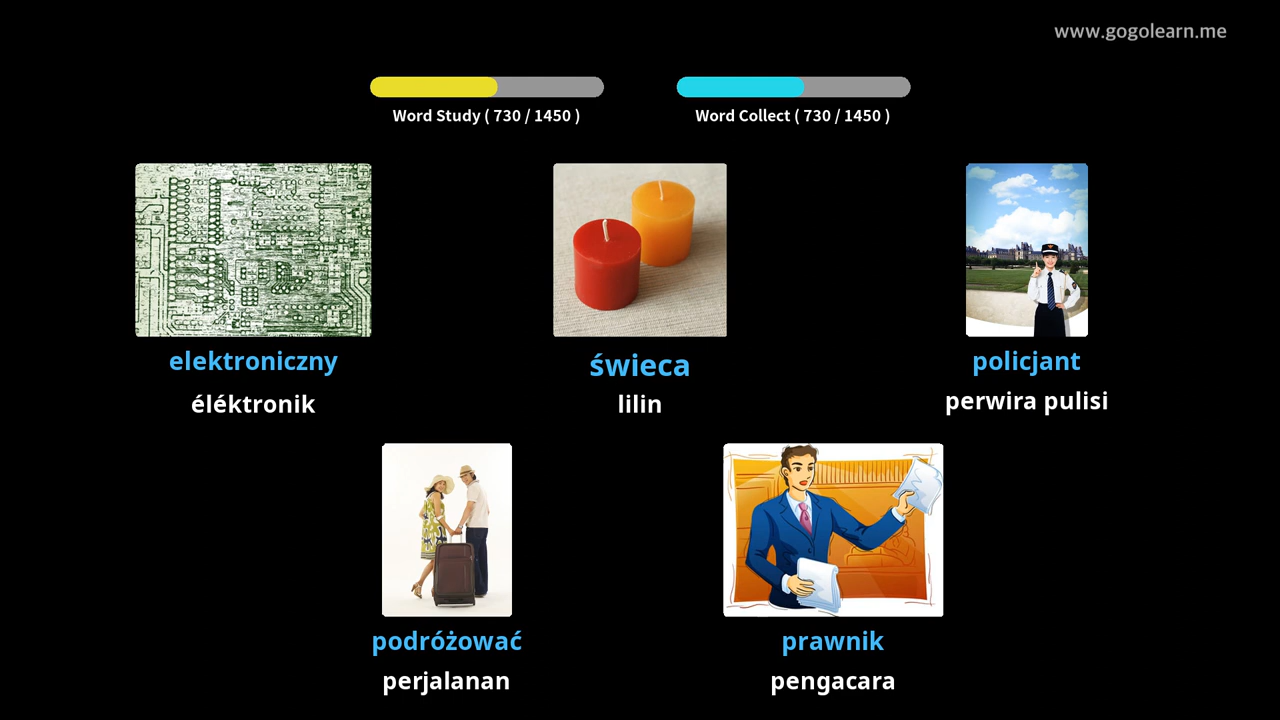 www.gogolearn.me
Word Study ( 730 / 1450 )
Word Collect ( 730 / 1450 )
elektroniczny
éléktronik
świeca
lilin
policjant
perwira pulisi
podróżować
perjalanan
prawnik
pengacara